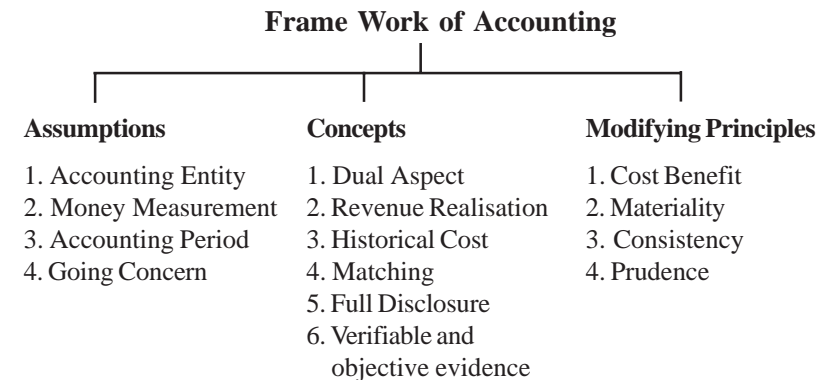 Frame Work of Accounting
Assumptions
1. Accounting Entity
2. Money Measurement
3. Accounting Period
4. Going Concern
Concepts
1. Dual Aspect
2. Revenue Realisation
3. Historical Cost
4. Matching
5. Full Disclosure
6. Verifiable and
objective evidence
Modifying Principles
1. Cost Benefit
2. Materiality
3. Consistency
4. Prudence